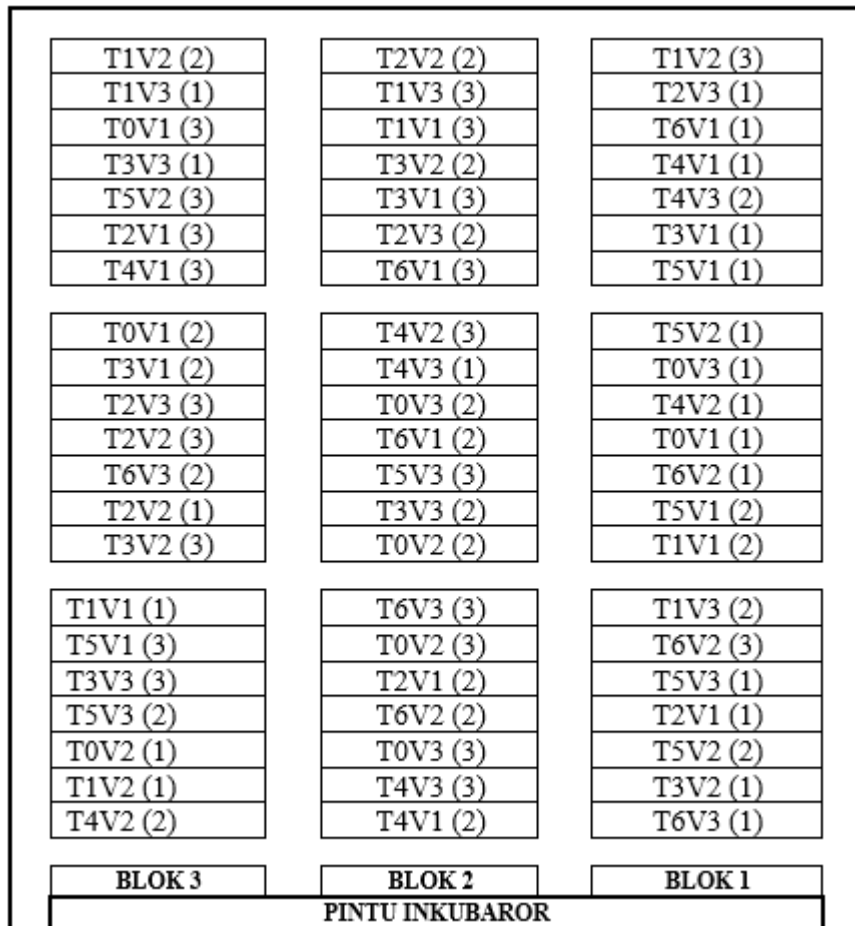 T1V2 (2) T2V2 (2) T1V2 (3)
T1V3 (1) T1V3 (3) T2V3 (1)
T0V1 (3) T1V1 (3) T6V1 (1)
T3V3 (1) T3V2 (2) T4V1 (1)
T5V2 (3) T3V1 (3) T4V3 (2)
T2V1 (3) T2V3 (2) T3V1 (1)
T4V1 (3) T6V1 (3) T5V1 (1)
T0V1 (2) T4V2 (3) T5V2 (1)
T3V1 (2) T4V3 (1) T0V3 (1)
T2V3 (3) T0V3 (2) T4V2 (1)
T2V2 (3) T6V1 (2) T0V1 (1)
T6V3 (2) T5V3 (3) T6V2 (1)
T2V2 (1) T3V3 (2) T5V1 (2)
T3V2 (3) T0V2 (2) T1V1 (2)
T1V1 (1) T6V3 (3) T1V3 (2)
T5V1 (3) T0V2 (3) T6V2 (3)
T3V3 (3) T2V1 (2) T5V3 (1)
T5V3 (2) T6V2 (2) T2V1 (1)
T0V2 (1) T0V3 (3) T5V2 (2)
T1V2 (1) T4V3 (3) T3V2 (1)
T4V2 (2) T4V1 (2) T6V3 (1)
BLOK 3 BLOK 2 BLOK 1
PINTU INKUBAROR